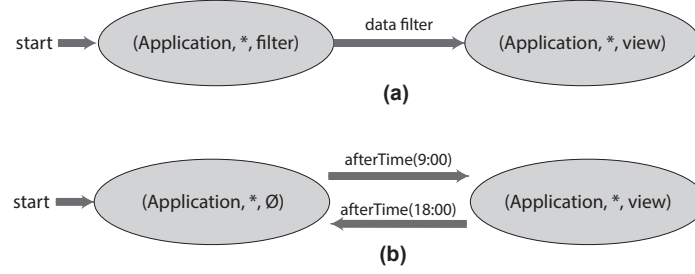 start
(Application, *, filter)
data filter
(Application, *, view)
(a)
start
(Application, *, Ø)
afterTime(9:00)
afterTime(18:00)
(Application, *, view)
(b)